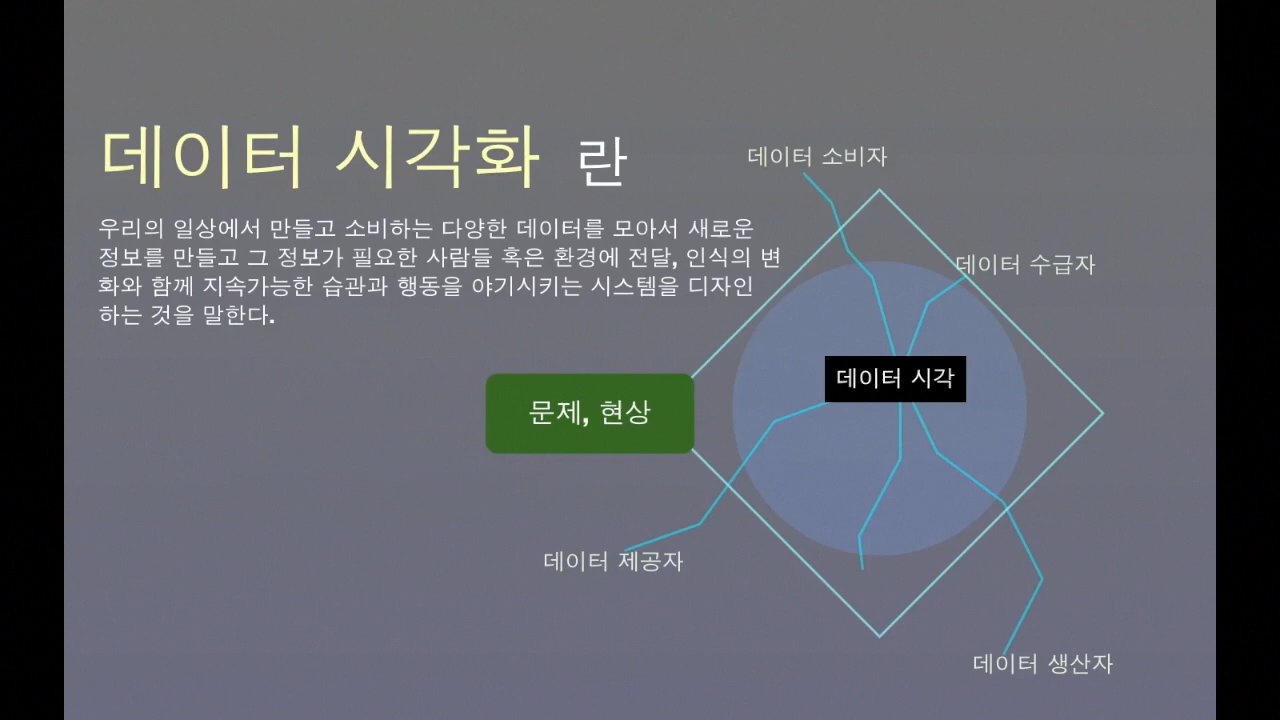 데이터 시각화 란
우리의 일상에서 만들고 소비하는 다양한 데이터를 모아서 새로운
정보를 만들고 그 정보가 필요한 사람들 혹은 환경에 전달, 인식의 변
화와 함께 지속가능한 습관과 행동을 야기시키는 시스템을 디자인
하는 것을 말한다.
데이터 소비자
데이터 수급자
데이터 시각
문제, 현상
데이터 제공자
데이터 생산자